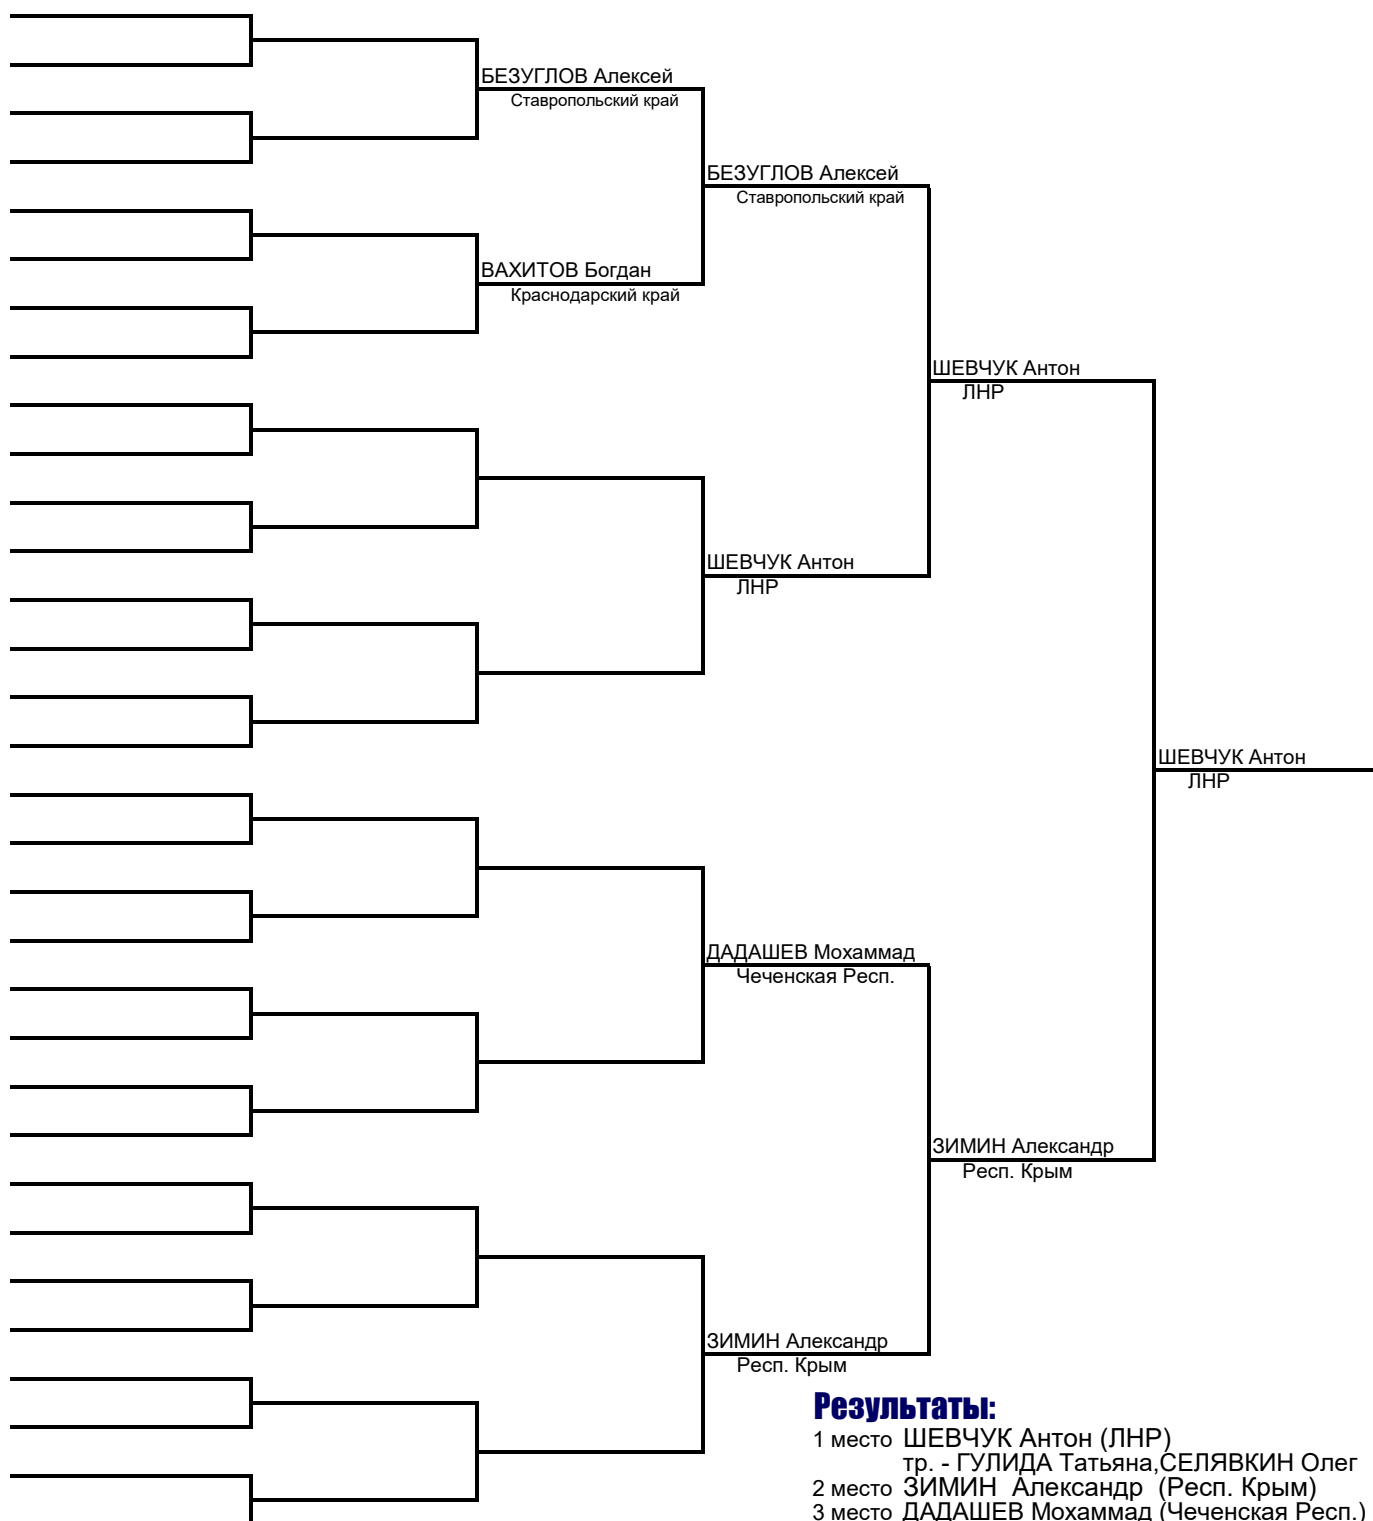 БЕЗУГЛОВ Алексей
Ставропольский край
БЕЗУГЛОВ Алексей
Ставропольский край
ВАХИТОВ Богдан
Краснодарский край
ШЕВЧУК Антон
ЛНР
ШЕВЧУК Антон
ЛНР
ШЕВЧУК Антон
ЛНР
ДАДАШЕВ Мохаммад
Чеченская Респ.
ЗИМИН Александр
Респ. Крым
ЗИМИН Александр
Респ. Крым
Результаты:
1 место ШЕВЧУК Антон (ЛНР)
тр. - ГУЛИДА Татьяна,СЕЛЯВКИН Олег
2 место ЗИМИН Александр (Респ. Крым)
3 место ДАДАШЕВ Мохаммад (Чеченская Респ.)